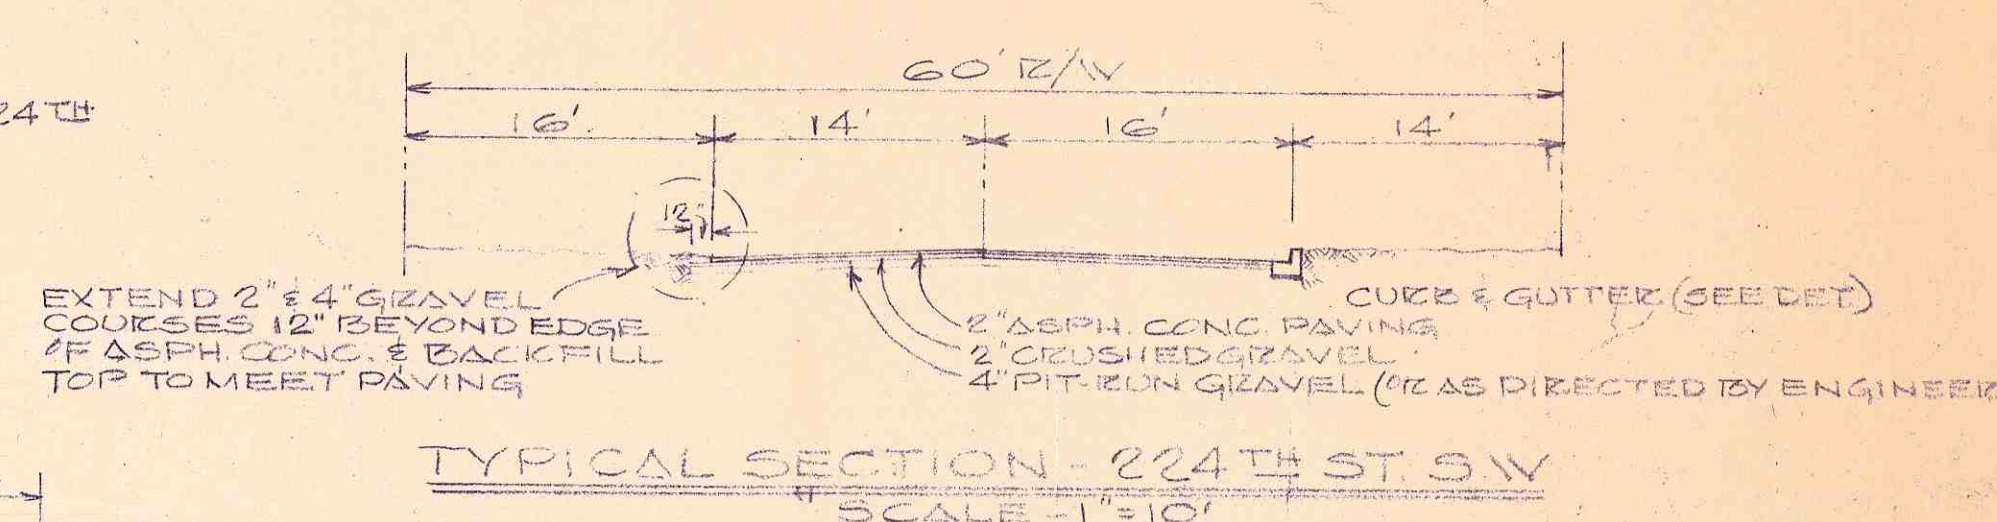 60' R/W
24TH
16' 14' 16' 14'
12"
EXTEND 2" & 4" GRAVEL
COURSES 12" BEYOND EDGE
OF ASPH. CONC. & BACKFILL
TOP TO MEET PAVING
CURB & GUTTER (SEE DET.)
2" ASPH. CONC. PAVING
2" CRUSHED GRAVEL
4" PIT-RUN GRAVEL (OR AS DIRECTED BY ENGINEER
TYPICAL SECTION - 224TH ST. S.W
SCALE - 1" = 10'